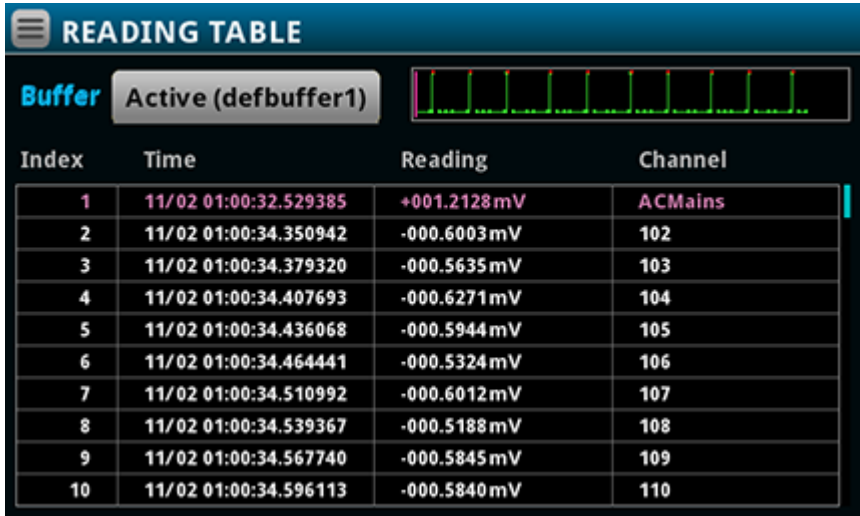 READING TABLE
Buffer Active (defbuffer1)
Index Time Reading Channel
1 11/02 01:00:32.529385 +001.2128mV ACMains
2 11/02 01:00:34.350942 -000.6003mV 102
3 11/02 01:00:34.379320 -000.5635mV 103
4 11/02 01:00:34.407693 -000.6271mV 104
5 11/02 01:00:34.436068 -000.5944mV 105
6 11/02 01:00:34.464441 -000.5324mV 106
7 11/02 01:00:34.510992 -000.6012mV 107
8 11/02 01:00:34.539367 -000.5188mV 108
9 11/02 01:00:34.567740 -000.5845mV 109
10 11/02 01:00:34.596113 -000.5840mV 110